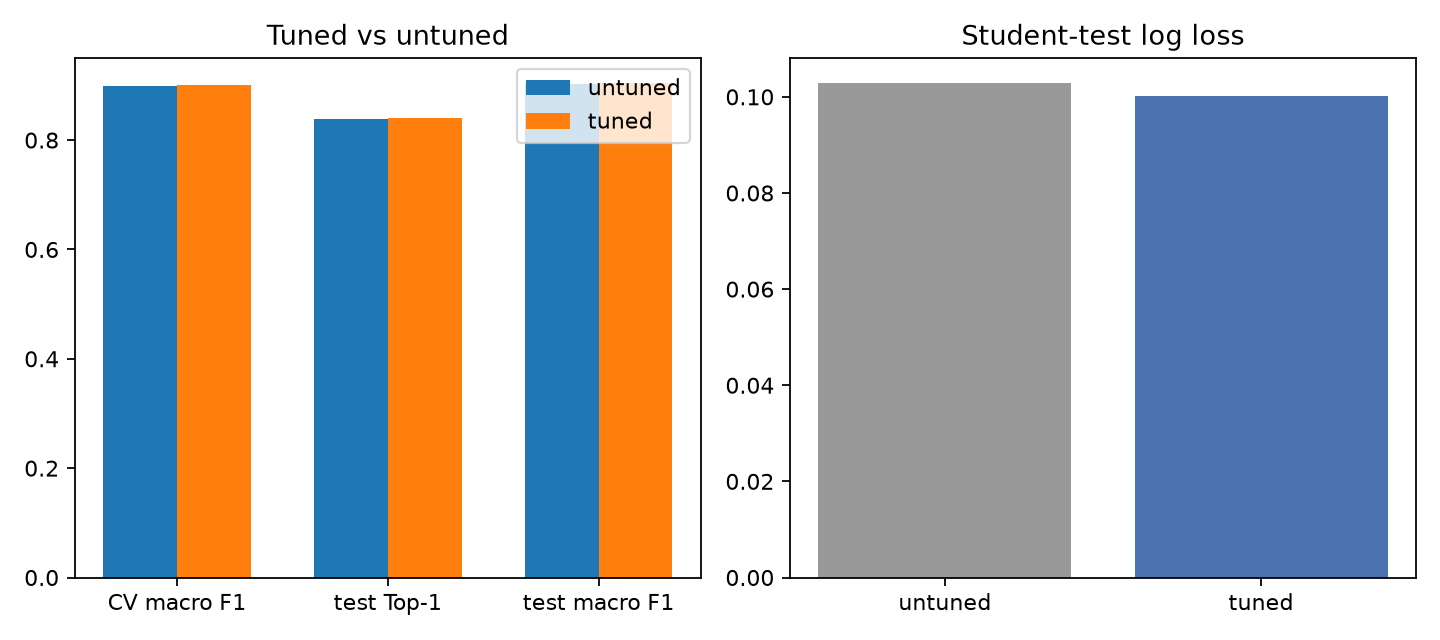 Tuned vs untuned
untuned
tuned
0.8
0.6
0.4
0.2
0.0
CV macro F1
test Top-1
test macro F1
Student-test log loss
0.10
0.08
0.06
0.04
0.02
0.00
untuned
tuned